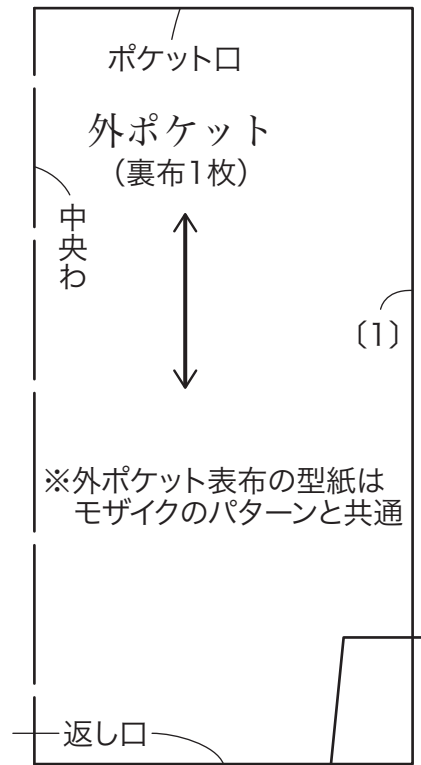 ポケット口
外ポケット
（裏布1枚）
中央わ
〔1〕
※外ポケット表布の型紙は
モザイクのパターンと共通
返し口